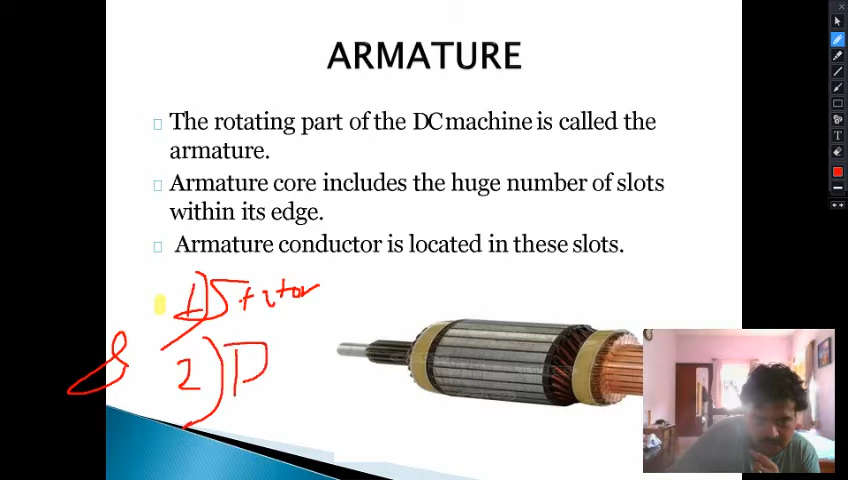 ARMATURE
The rotating part of the DC machine is called the
armature.
Armature core includes the huge number of slots
within its edge.
Armature conductor is located in these slots.
1) Stator
2)
T